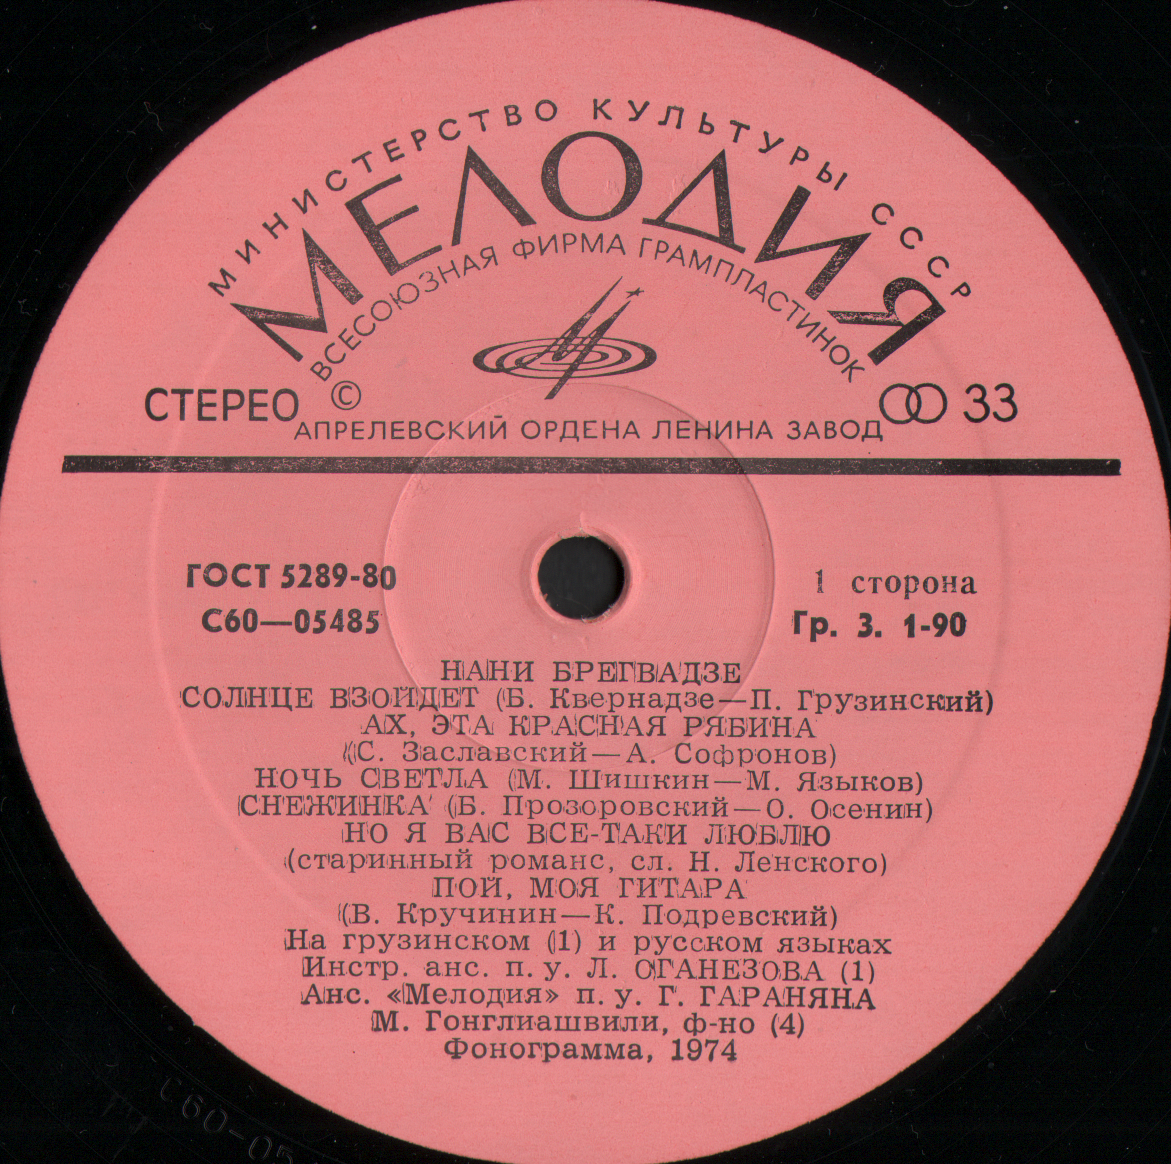 МИНИСТЕРСТВО КУЛЬТУРЫ СССР
МЕЛОДИЯ
ВСЕСОЮЗНАЯ ФИРМА ГРАМПЛАСТИНОК
СТЕРЕО ©
33
АПРЕЛЕВСКИЙ ОРДЕНА ЛЕНИНА ЗАВОД
ГОСТ 5289-80
1 сторона
С60—05485
Гр. 3. 1-90
НАНИ БРЕГВАДЗЕ
СОЛНЦЕ ВЗОЙДЕТ (Б. Квернадзе—П. Грузинский)
АХ, ЭТА КРАСНАЯ РЯБИНА
(С. Заславский—А. Софронов)
НОЧЬ СВЕТЛА (М. Шишкин—М. Языков)
СНЕЖИНКА (Б. Прозоровский—О. Осенин)
НО Я ВАС ВСЕ-ТАКИ ЛЮБЛЮ
(старинный романс, сл. Н. Ленского)
ПОЙ, МОЯ ГИТАРА
(В. Кручинин—К. Подревский)
На грузинском (1) и русском языках
Инстр. анс. п. у. Л. ОГАНЕЗОВА (1)
Анс. «Мелодия» п. у. Г. ГАРАНЯНА
М. Гонглиашвили, ф-но (4)
Фонограмма, 1974
С60-05